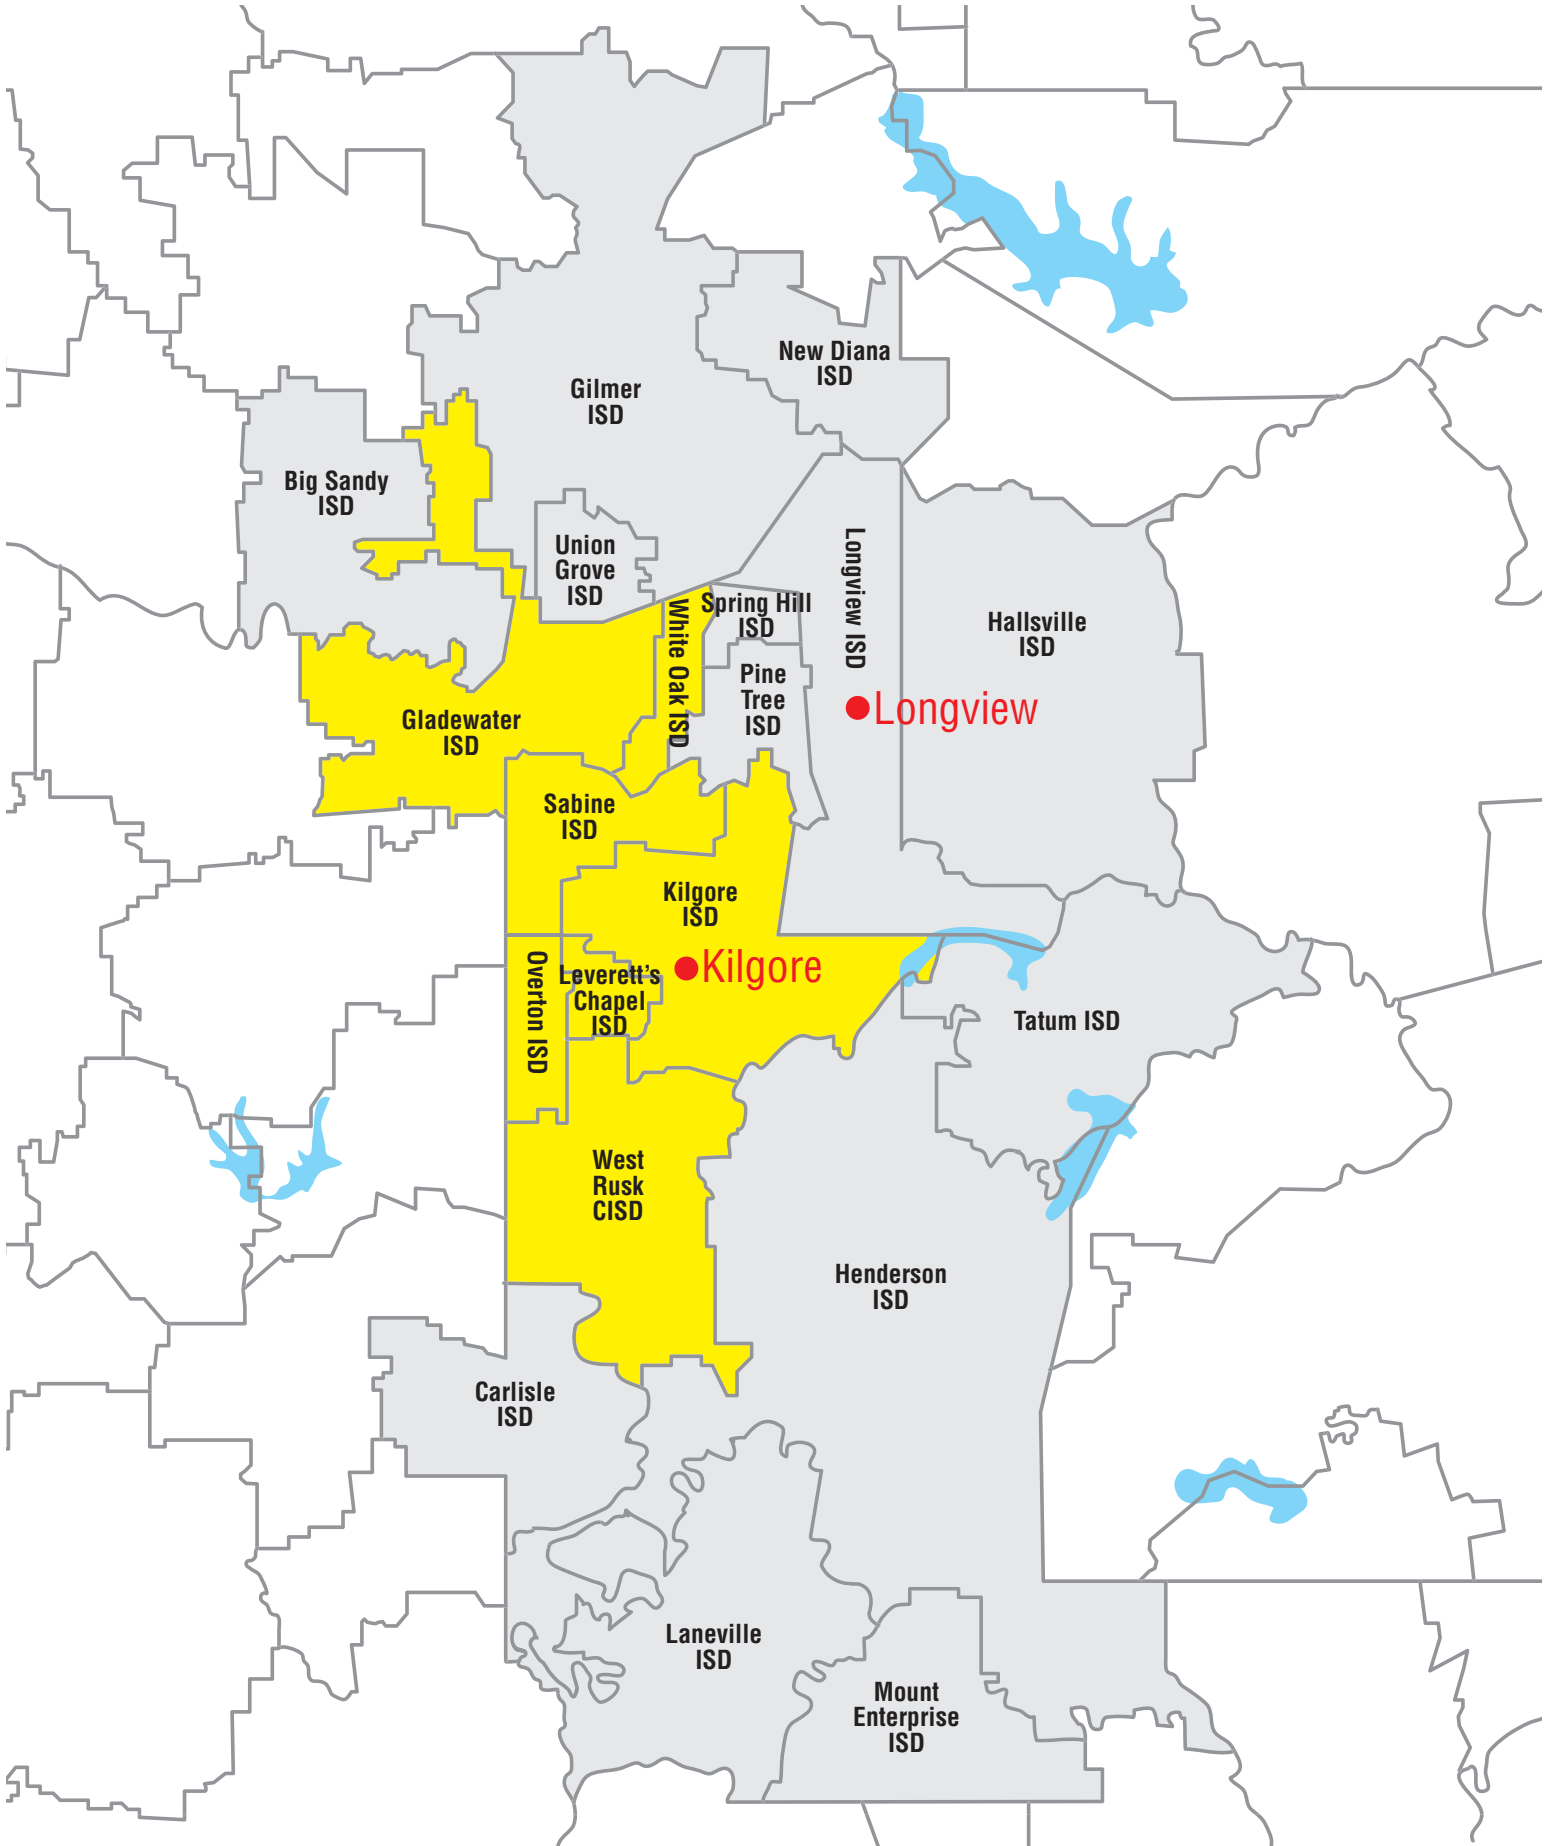 New Diana
ISD
Gilmer
ISD
Big Sandy
ISD
Union
Grove
ISD
White Oak ISD
Spring Hill
ISD
Longview ISD
Hallsville
ISD
Pine
Tree
ISD
Longview
Gladewater
ISD
Sabine
ISD
Kilgore
ISD
Overton ISD
Leverett's
Chapel
ISD
Kilgore
Tatum ISD
West
Rusk
CISD
Henderson
ISD
Carlisle
ISD
Laneville
ISD
Mount
Enterprise
ISD